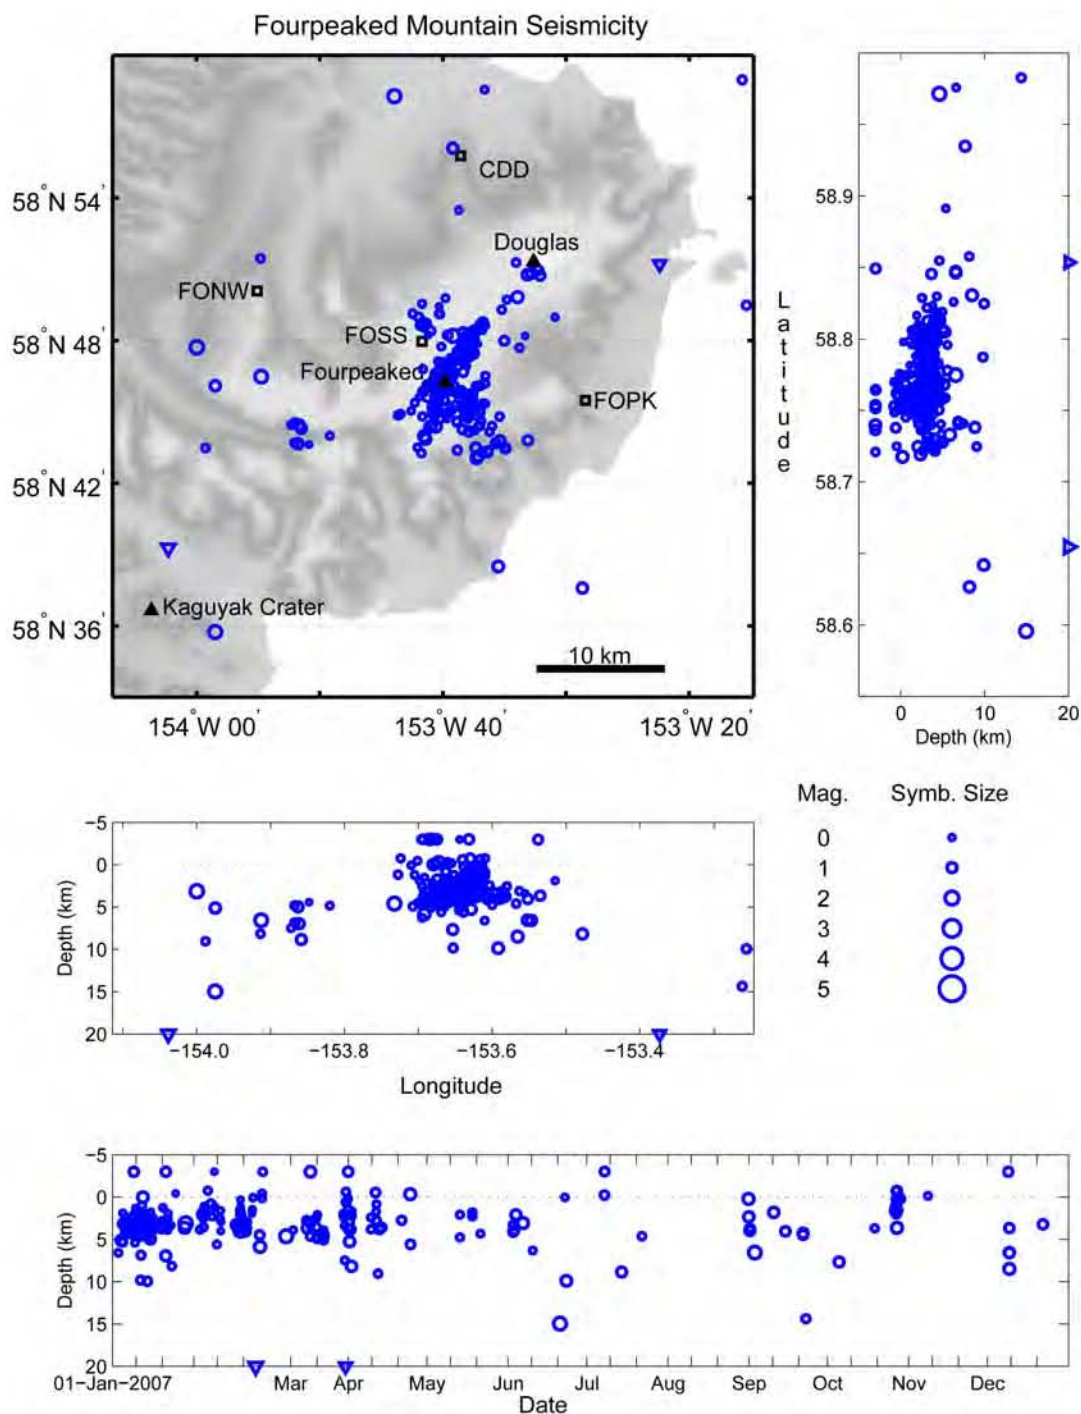 Fourpeaked Mountain Seismicity
CDD
58°N 54'
Douglas
FONW
FOSS
58°N 48'
Fourpeaked
FOPK
58°N 42'
Kaguyak Crater
58°N 36'
10 km
154°W 00'
153°W 40'
153°W 20'
Latitude
58.9
58.8
58.7
58.6
0
10
20
Depth (km)
Mag.
Symb. Size
0
1
2
3
4
5
−5
0
5
10
15
20
Depth (km)
−154.0
−153.8
−153.6
−153.4
Longitude
−5
0
5
10
15
20
Depth (km)
01−Jan−2007
Mar
Apr
May
Jun
Jul
Aug
Sep
Oct
Nov
Dec
Date